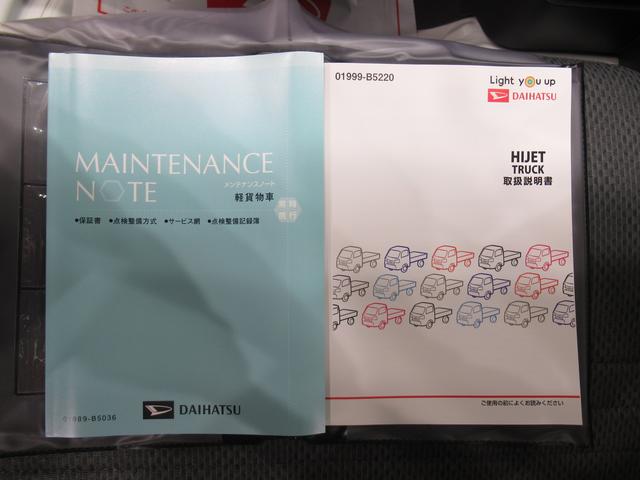 MAINTENANCE
NOTE
メンテナンスノート
軽貨物車
●保証書 ●点検整備方式 ●サービス網 ●点検整備記録簿
01989-B5036
DAIHATSU
01999-B5220
Light you up
DAIHATSU
HIJET
TRUCK
取扱説明書
ご使用の前によくお読みください